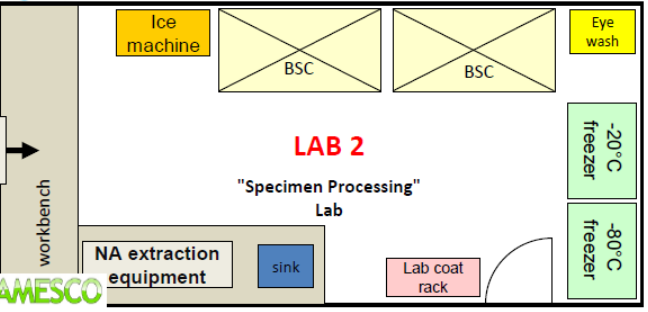 Ice
machine
BSC
BSC
Eye
wash
LAB 2
"Specimen Processing"
Lab
-20°C
freezer
-80°C
freezer
workbench
NA extraction
equipment
sink
Lab coat
rack
AMESCO